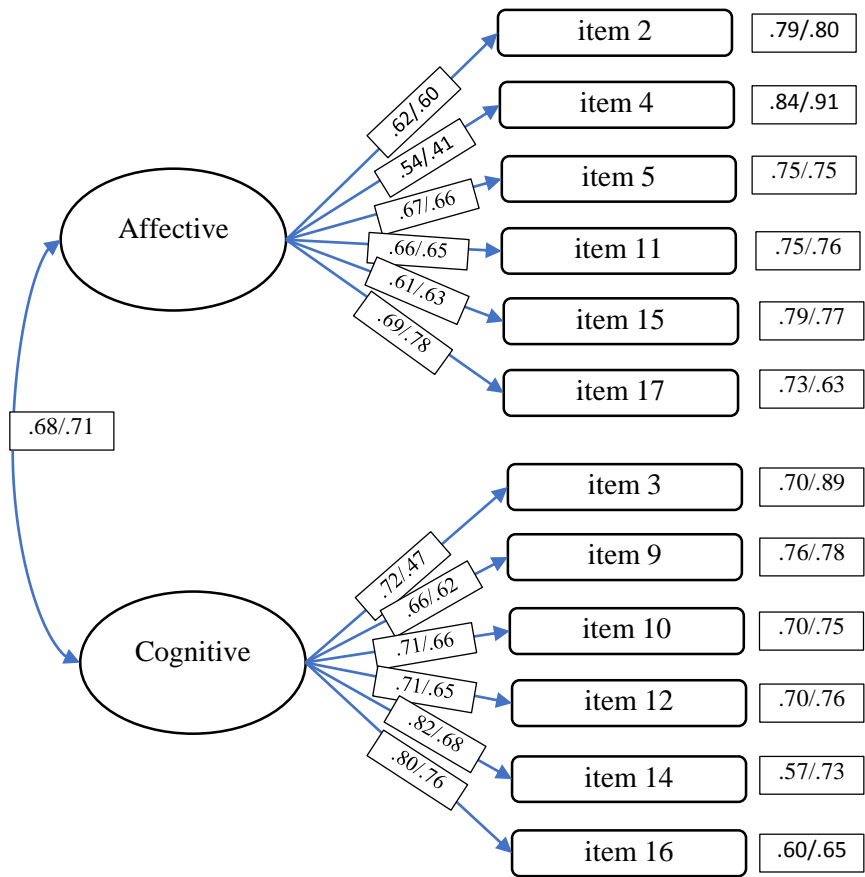 item 2
.79/.80
.62/.60
item 4
.84/.91
.54/.41
item 5
.75/.75
.67/.66
Affective
item 11
.75/.76
.66/.65
.61/.63
item 15
.79/.77
.69/.78
item 17
.73/.63
.68/.71
item 3
.70/.89
.72/.47
item 9
.76/.78
.66/.62
item 10
.70/.75
.71/.66
Cognitive
.71/.65
item 12
.70/.76
.82/.68
item 14
.57/.73
.80/.76
item 16
.60/.65